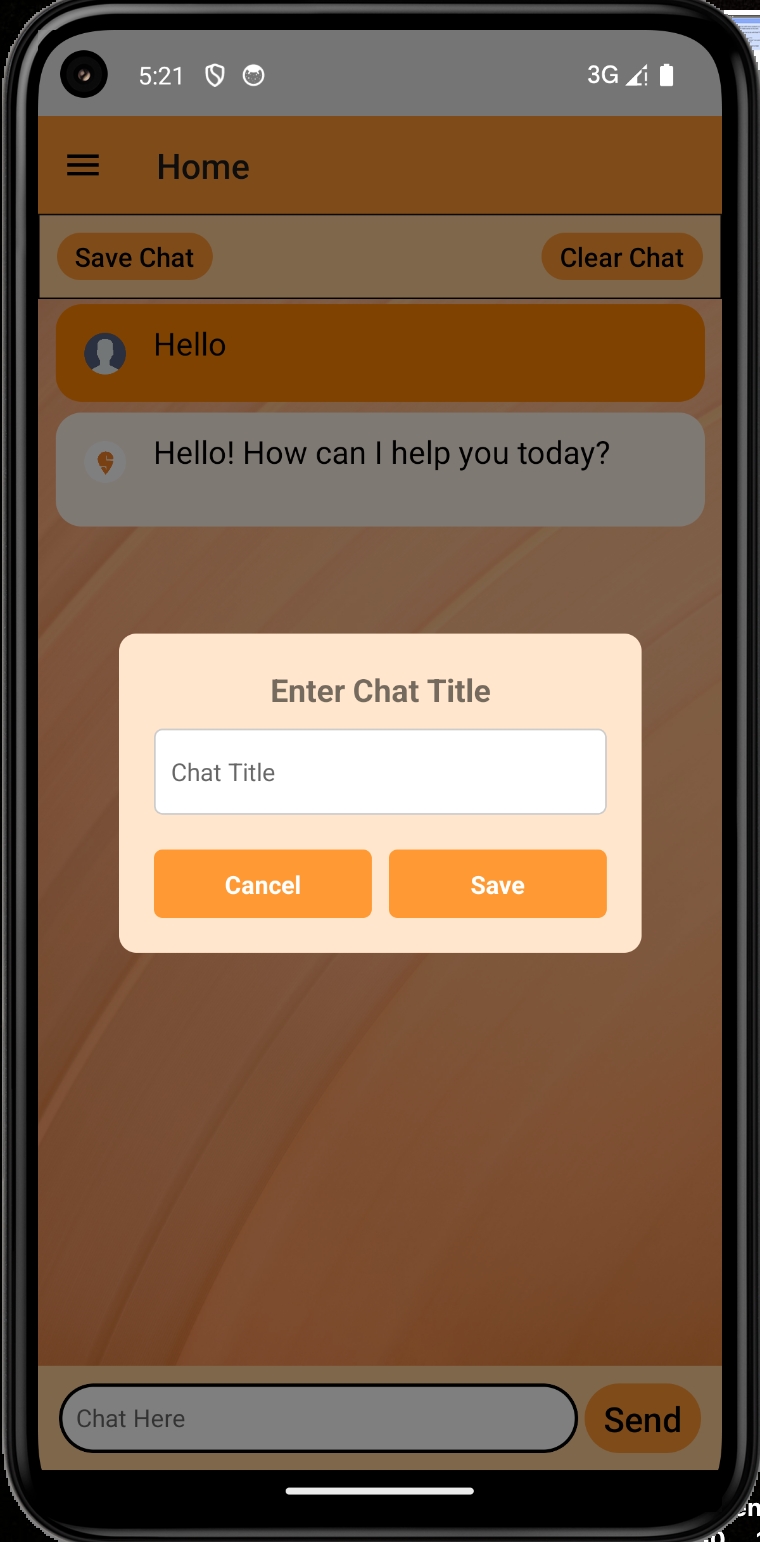 5:21
3G
Home
Save Chat
Clear Chat
Hello
Hello! How can I help you today?
Enter Chat Title
Chat Title
Cancel
Save
Chat Here
Send